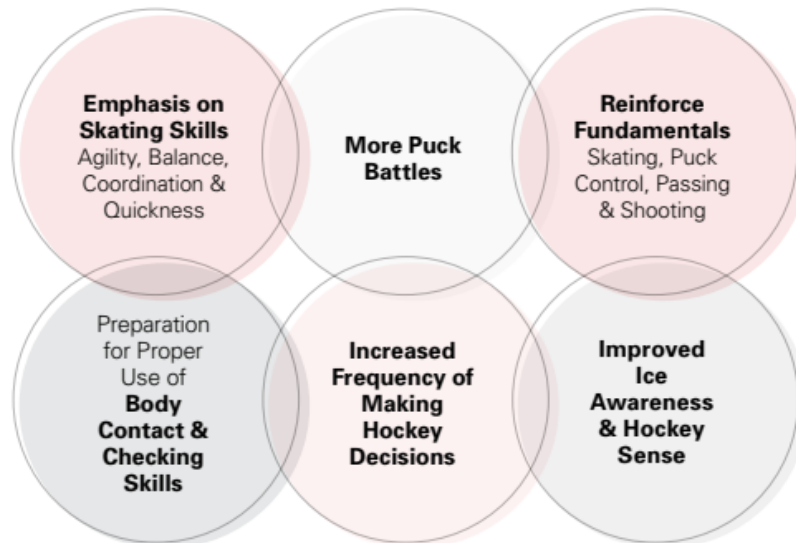 Emphasis on
Skating Skills
Agility, Balance,
Coordination &
Quickness
More Puck
Battles
Reinforce
Fundamentals
Skating, Puck
Control, Passing
& Shooting
Preparation
for Proper
Use of
Body
Contact &
Checking
Skills
Increased
Frequency of
Making
Hockey
Decisions
Improved
Ice
Awareness
& Hockey
Sense